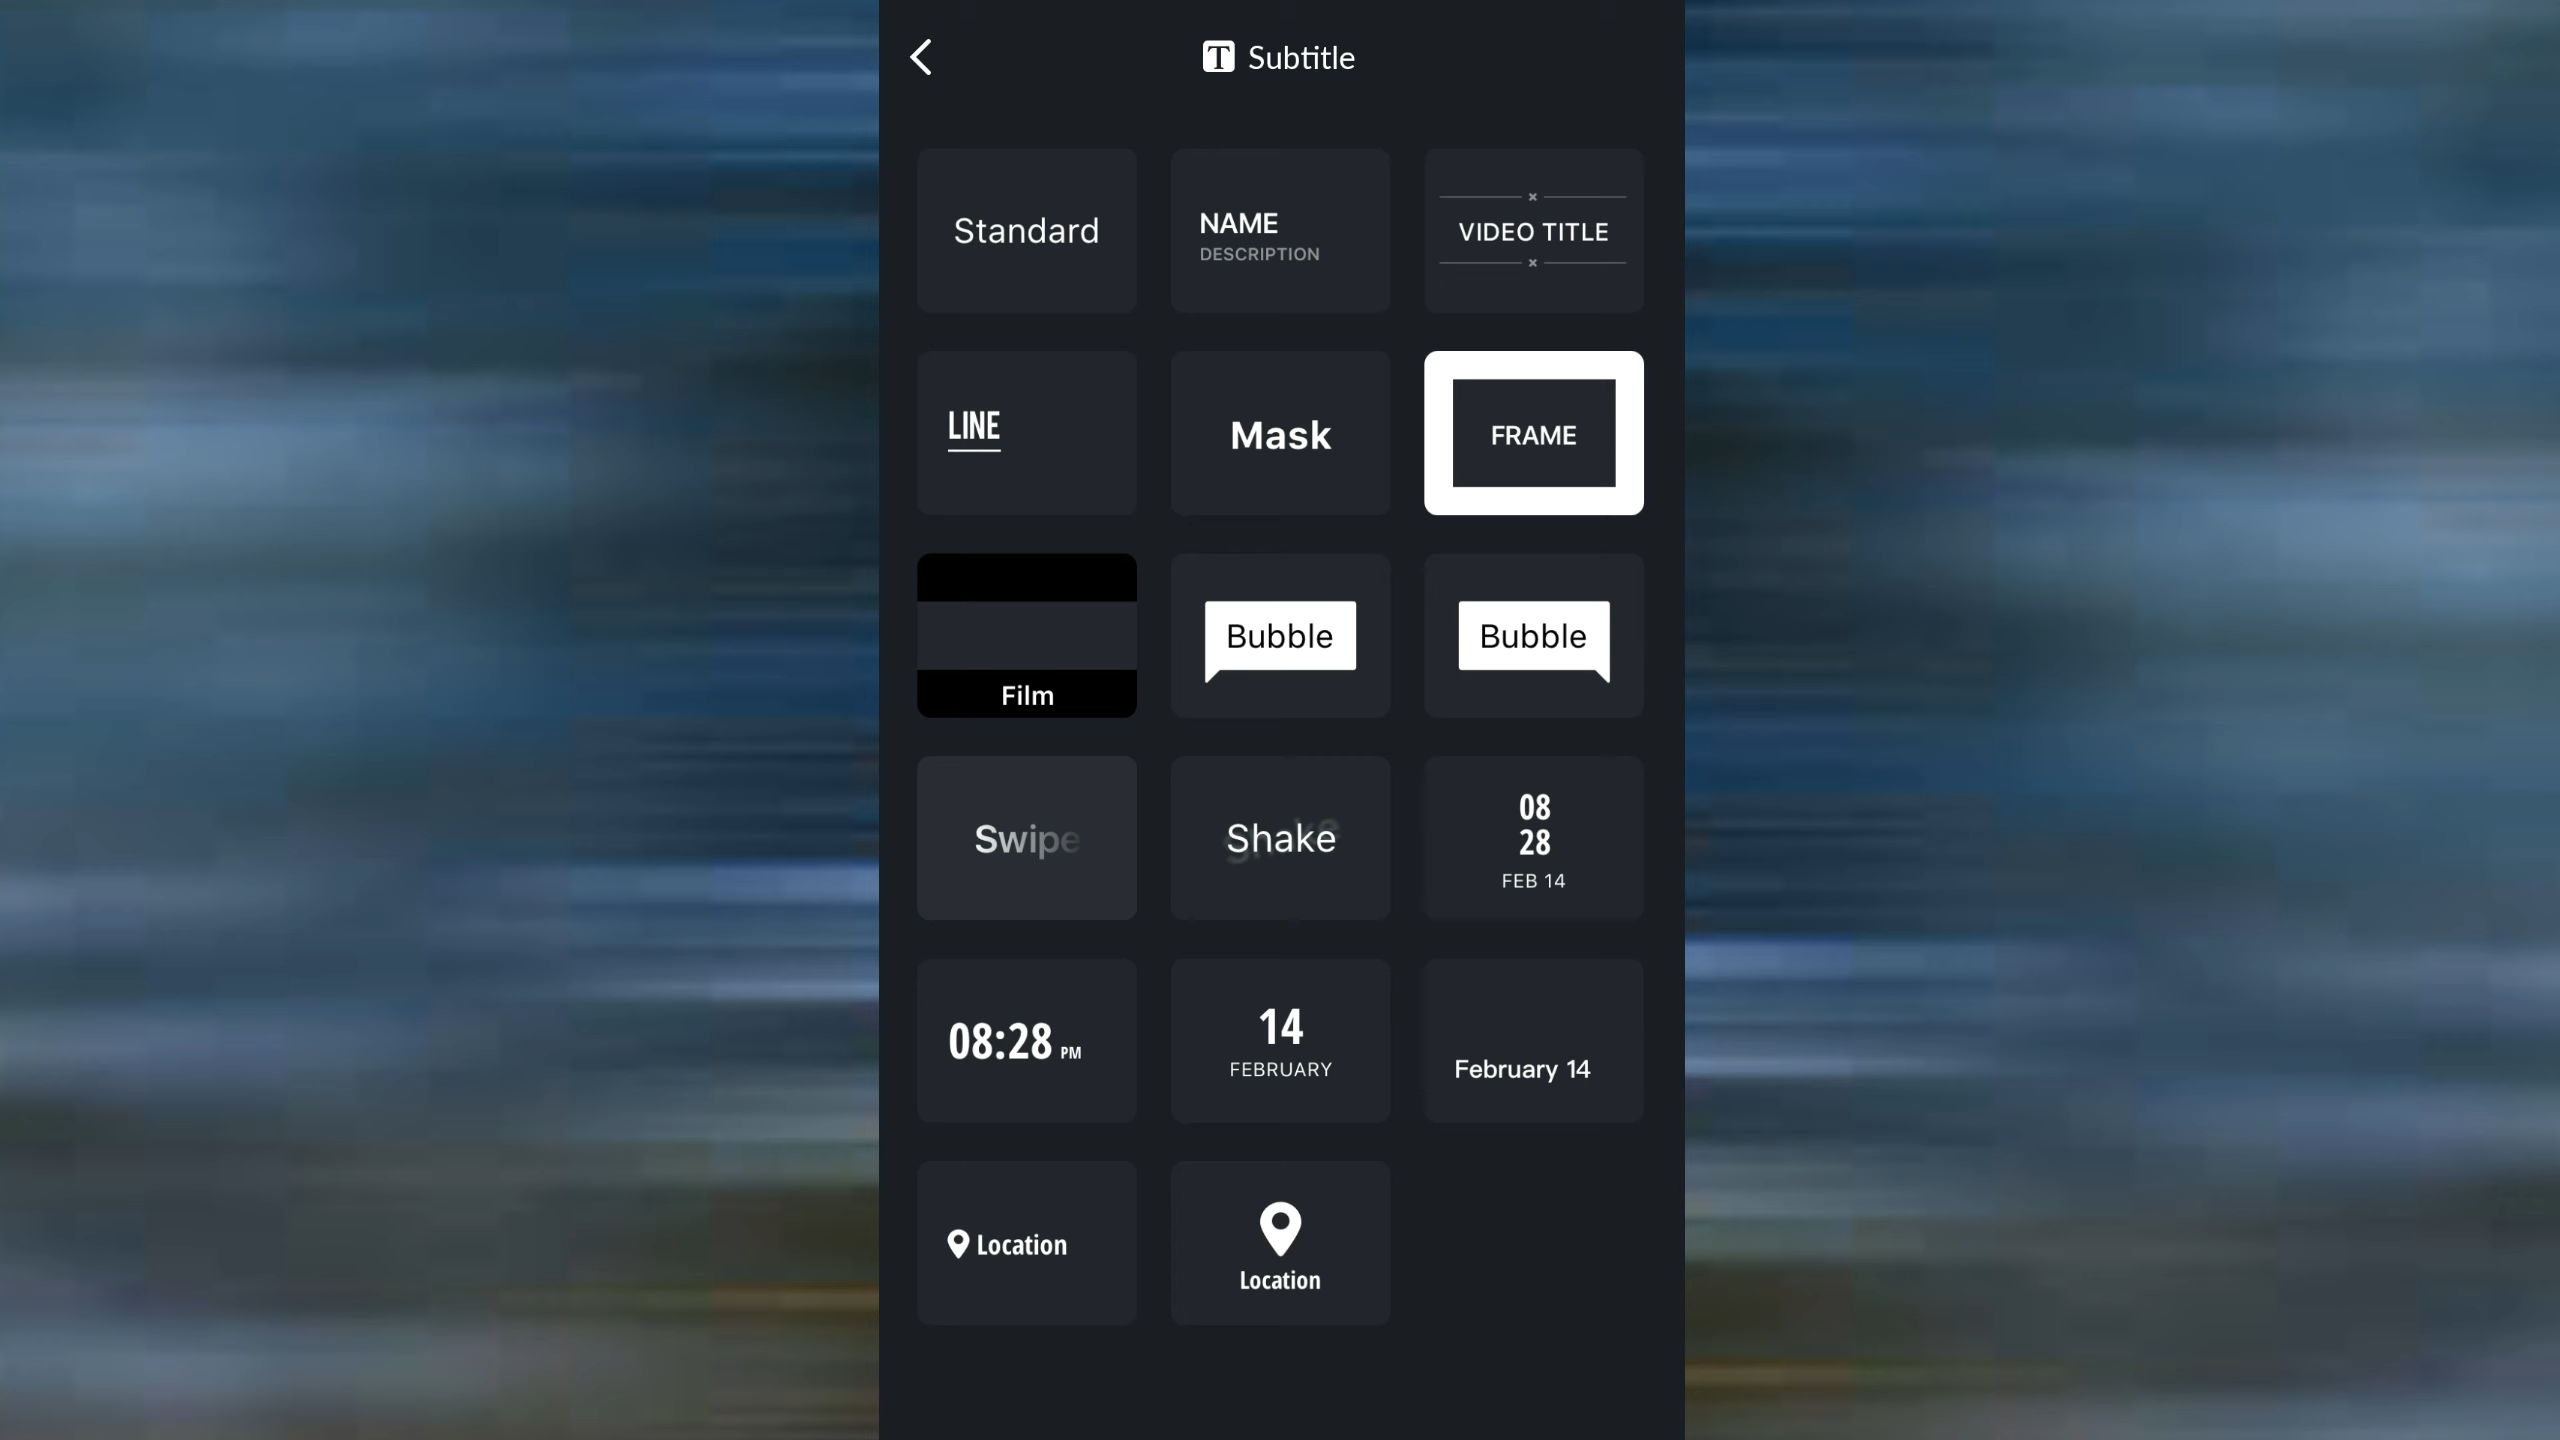 T Subtitle
Standard
NAME
DESCRIPTION
VIDEO TITLE
LINE
Mask
FRAME
Film
Bubble
Bubble
Swipe
Shake
08
28
FEB 14
08:28 PM
14
FEBRUARY
February 14
Location
Location